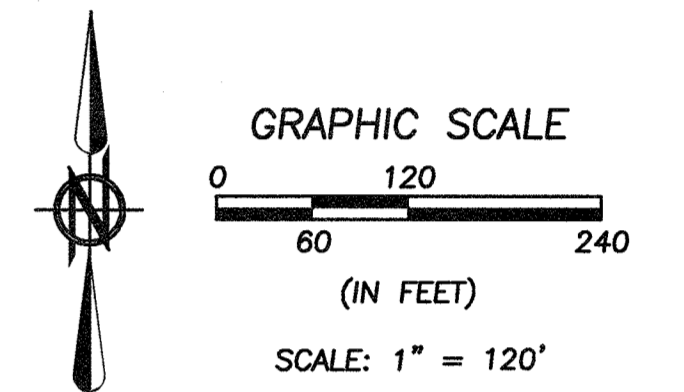 N
GRAPHIC SCALE
0 120
60 240
(IN FEET)
SCALE: 1" = 120'